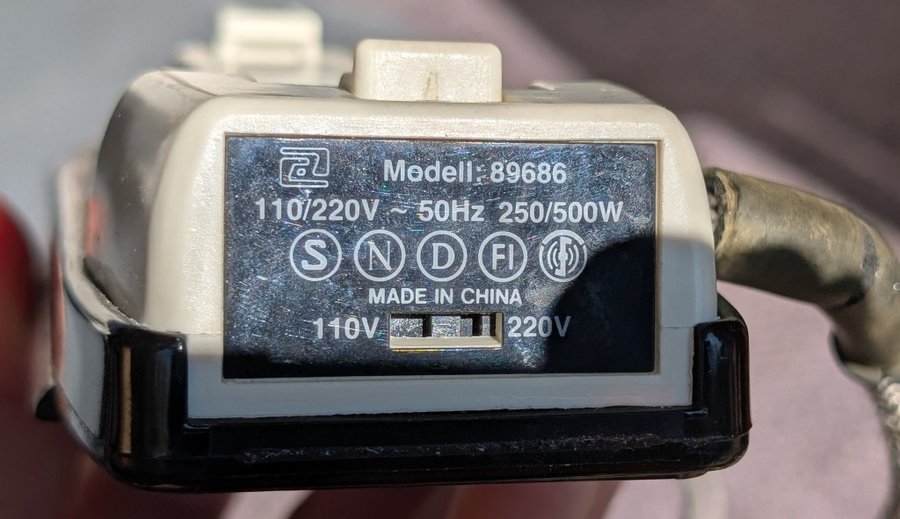 Modell: 89686
110/220V ~ 50Hz 250/500W
S N D FI
MADE IN CHINA
110V 220V